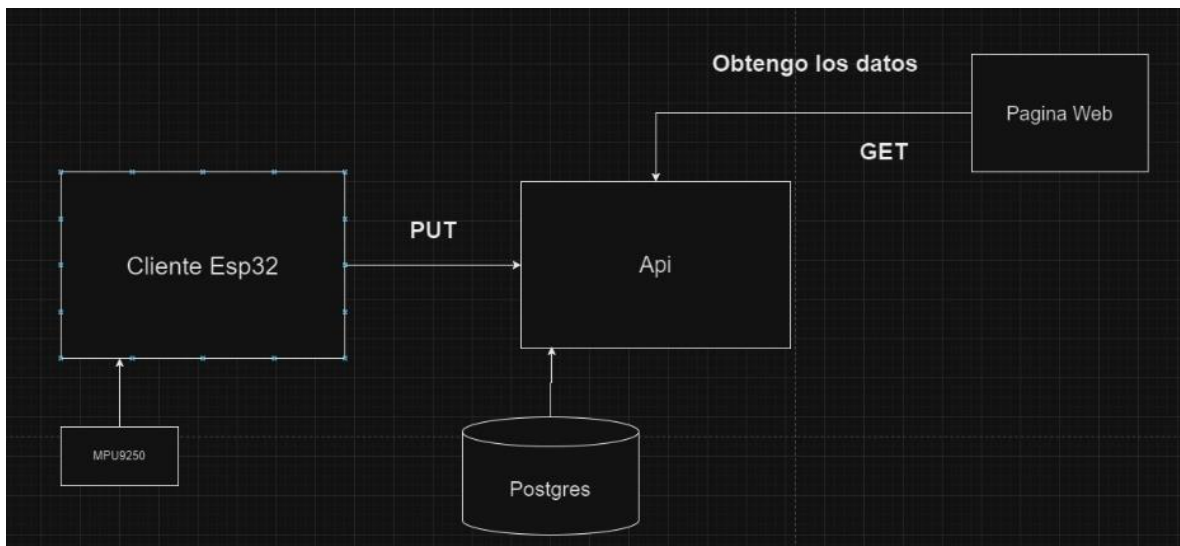 Obtengo los datos
Pagina Web
GET
PUT
Cliente Esp32
Api
MPU9250
Postgres